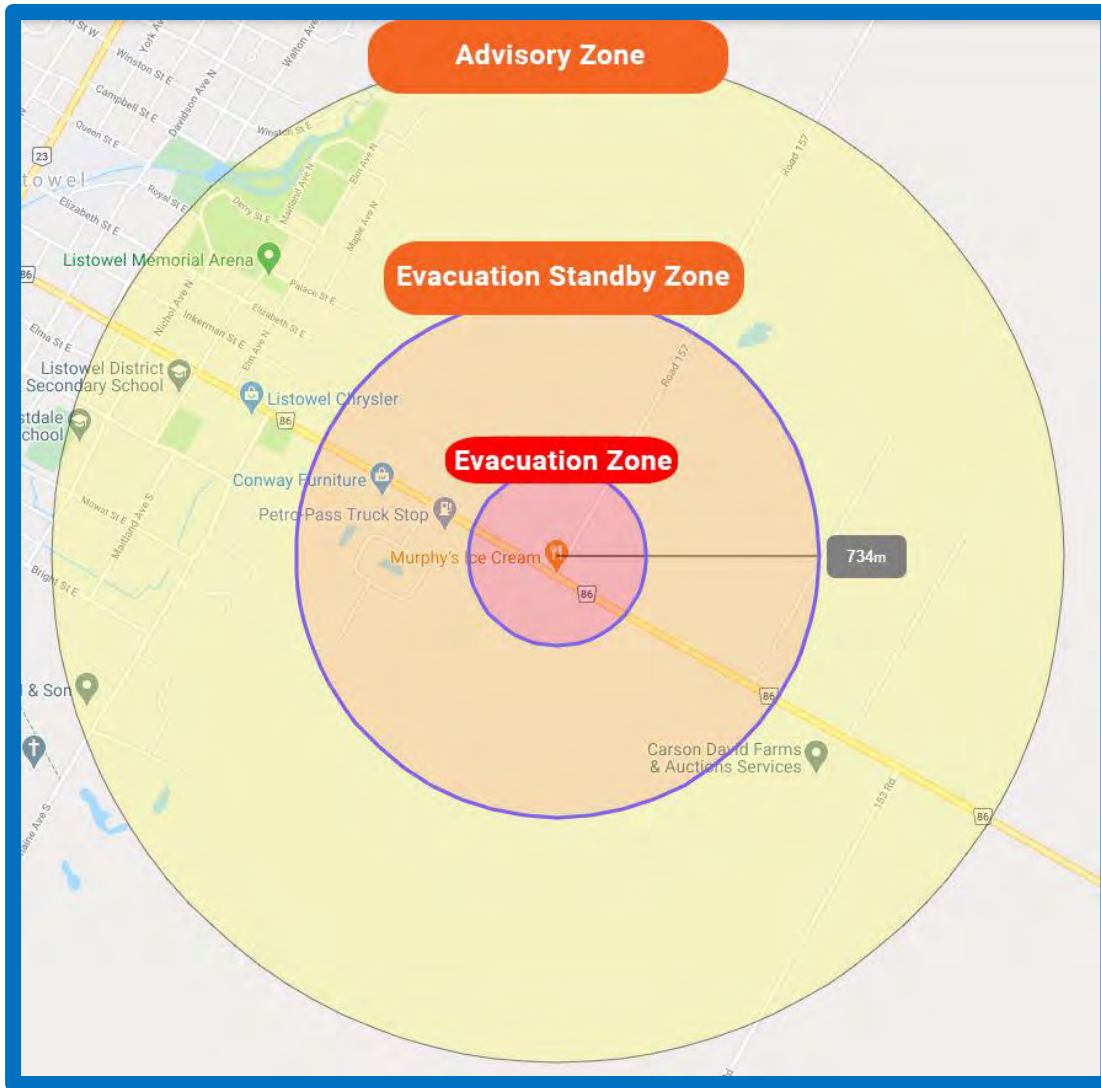 Advisory Zone
St W
York Av
Winston St E
Walton Ave
Campbell St E
Davidson Ave N
Queen St E
Winston St E
23
towel
Royal St E
Derry St E
Maitland Ave N
Elm Ave N
Road 157
Elizabeth St E
Maple Ave N
Listowel Memorial Arena
86
Evacuation Standby Zone
Palace St E
Nichol Ave N
Elizabeth St E
Inkerman St E
Elma St E
Elm Ave N
Road 157
Listowel District
Secondary School
Listowel Chrysler
stdale
chool
86
Evacuation Zone
Conway Furniture
Petro-Pass Truck Stop
Mowat St E
Maitland Ave S
Murphy's Ice Cream
734m
86
Bright St E
l & Son
86
Carson David Farms
& Auctions Services
153 Rd
86
aine Ave S
Rd